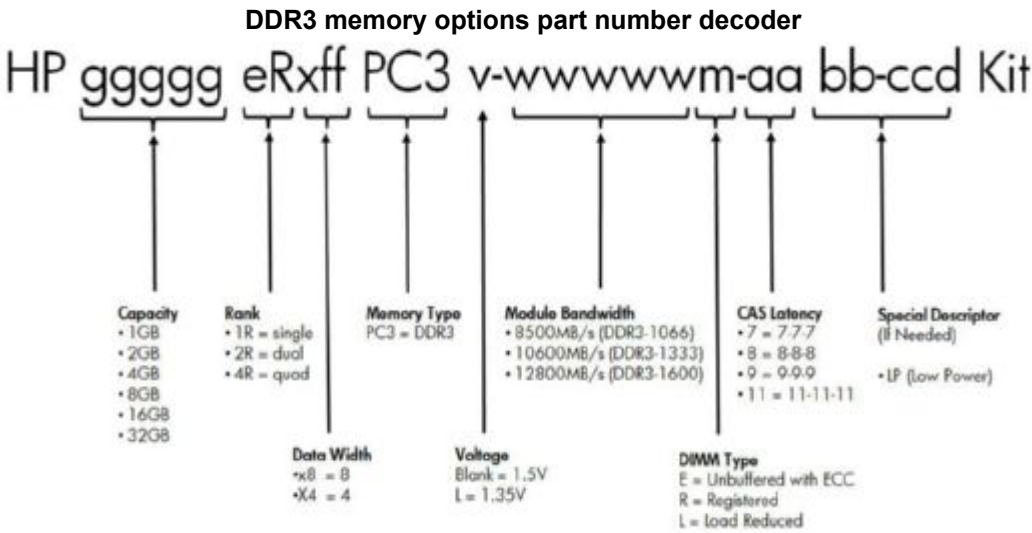 DDR3 memory options part number decoder
HP ggggg eRxff PC3 v-wwwwwm-aa bb-ccd Kit
Capacity
• 1GB
• 2GB
• 4GB
• 8GB
• 16GB
• 32GB
Rank
• 1R = single
• 2R = dual
• 4R = quad
Memory Type
PC3 = DDR3
Module Bandwidth
• 8500MB/s (DDR3-1066)
• 10600MB/s (DDR3-1333)
• 12800MB/s (DDR3-1600)
CAS Latency
• 7 = 7-7-7
• 8 = 8-8-8
• 9 = 9-9-9
• 11 = 11-11-11
Special Descriptor
(If Needed)
• LP (Low Power)
Data Width
•x8 = 8
•X4 = 4
Voltage
Blank = 1.5V
L = 1.35V
DIMM Type
E = Unbuffered with ECC
R = Registered
L = Load Reduced